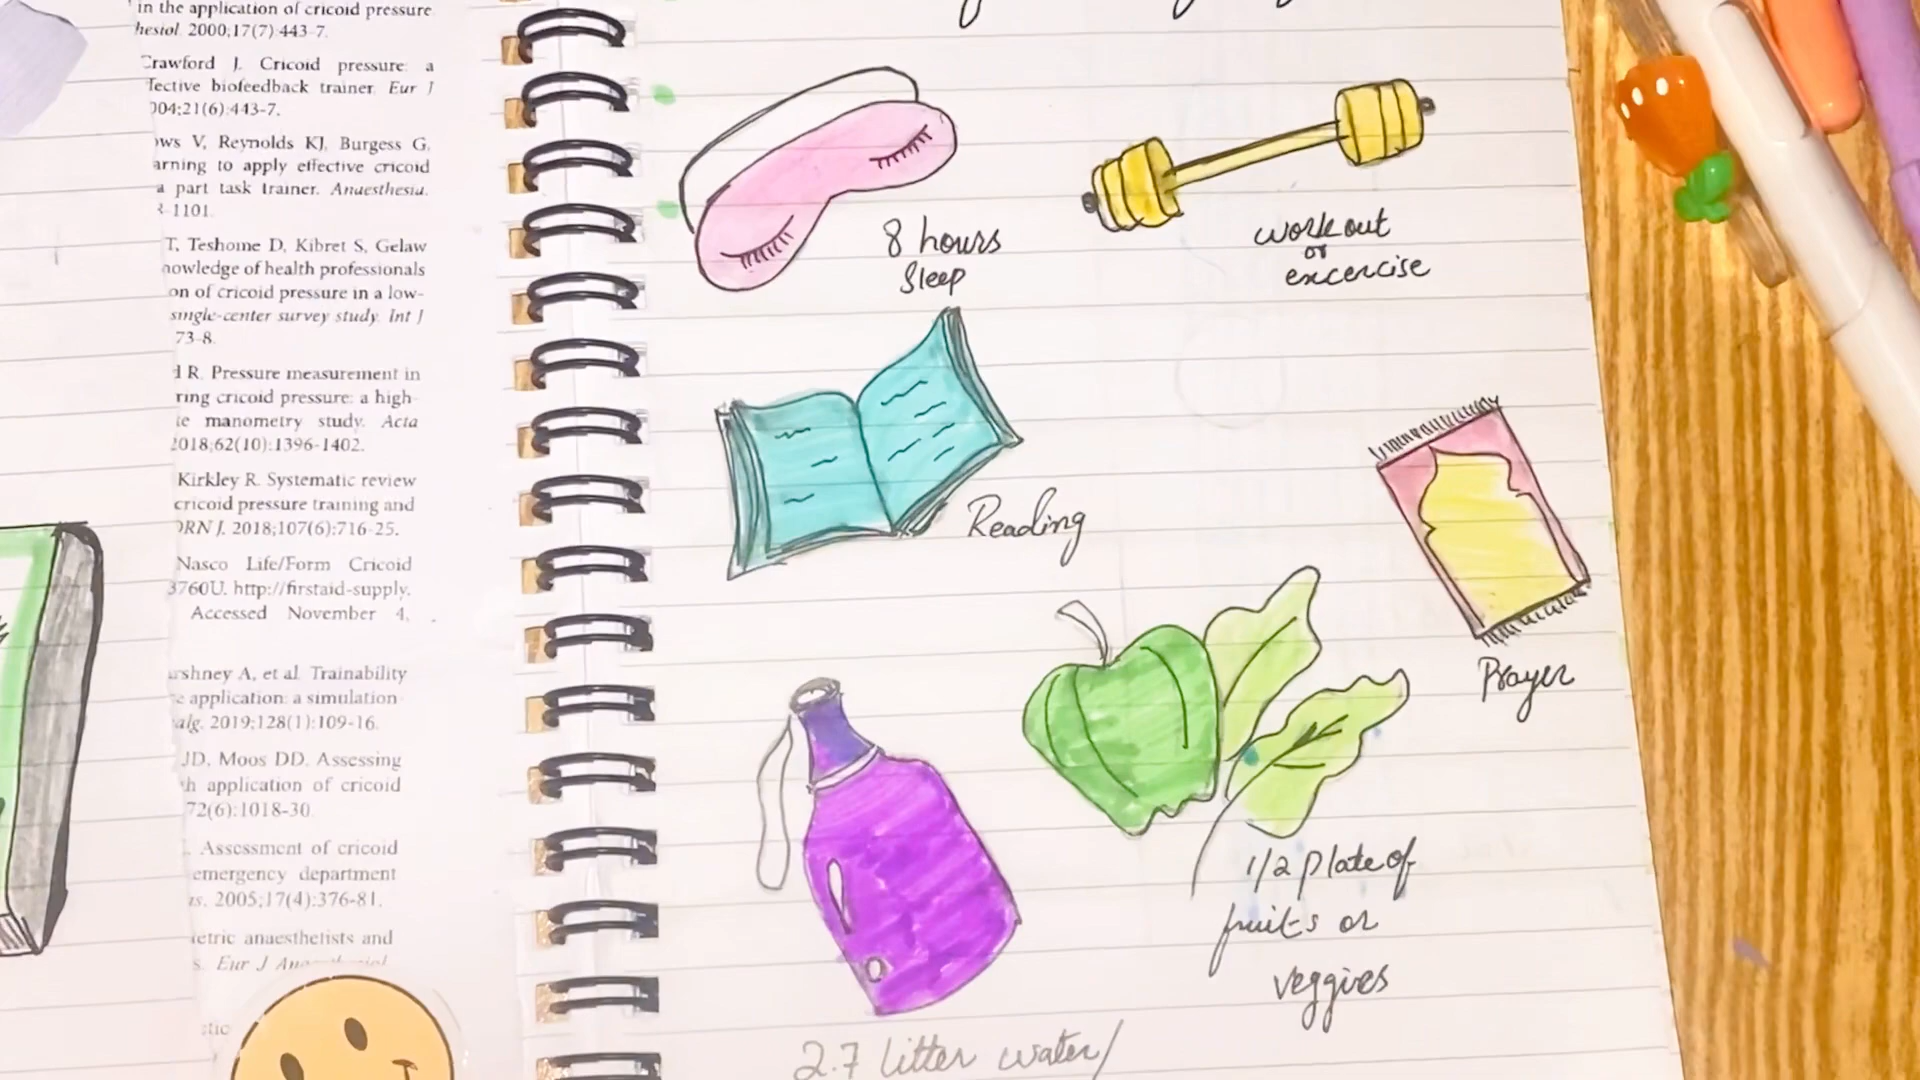 in the application of cricoid pressure
hesiol. 2000;17(7):443-7.
Crawford J. Cricoid pressure: a
fective biofeedback trainer. Eur J
004;21(6):443-7.
ows V, Reynolds KJ, Burgess G.
arning to apply effective cricoid
a part task trainer. Anaesthesia.
-1101.
T, Teshome D, Kibret S, Gelaw
nowledge of health professionals
on of cricoid pressure in a low-
single-center survey study. Int J
73-8.
d R. Pressure measurement in
ring cricoid pressure: a high
te manometry study. Acta
2018;62(10):1396-1402.
Kirkley R. Systematic review
cricoid pressure training and
ORN J. 2018;107(6):716-25.
Nasco Life/Form Cricoid
3760U. http://firstaid-supply.
Accessed November 4,
rshney A, et al. Trainability
e application: a simulation
alg. 2019;128(1):109-16.
JD, Moos DD. Assessing
h application of cricoid
72(6):1018-30.
Assessment of cricoid
emergency department
as. 2005;17(4):376-81.
tetric anaesthetists and
s. Eur J
stic
8 hours
Sleep
workout
or
excercise
Reading
Prayer
1/2 plate of
fruits or
veggies
2.7 litter water/